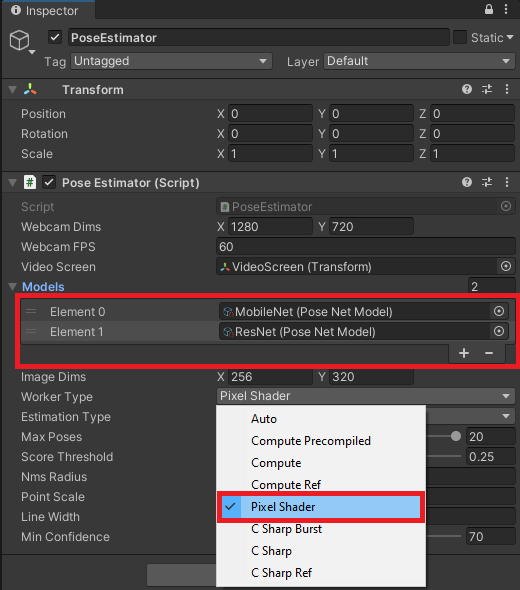 Inspector
PoseEstimator Static
Tag Untagged Layer Default
Transform
Position X 0 Y 0 Z 0
Rotation X 0 Y 0 Z 0
Scale X 1 Y 1 Z 1
# Pose Estimator (Script)
Script # PoseEstimator
Webcam Dims X 1280 Y 720
Webcam FPS 60
Video Screen VideoScreen (Transform)
Models 2
Element 0 MobileNet (Pose Net Model)
Element 1 ResNet (Pose Net Model)
+ −
Image Dims X 256 Y 320
Worker Type Pixel Shader
Estimation Type
Max Poses 20
Score Threshold 0.25
Nms Radius
Point Scale
Line Width
Min Confidence 70
Auto
Compute Precompiled
Compute
Compute Ref
Pixel Shader
C Sharp Burst
C Sharp
C Sharp Ref